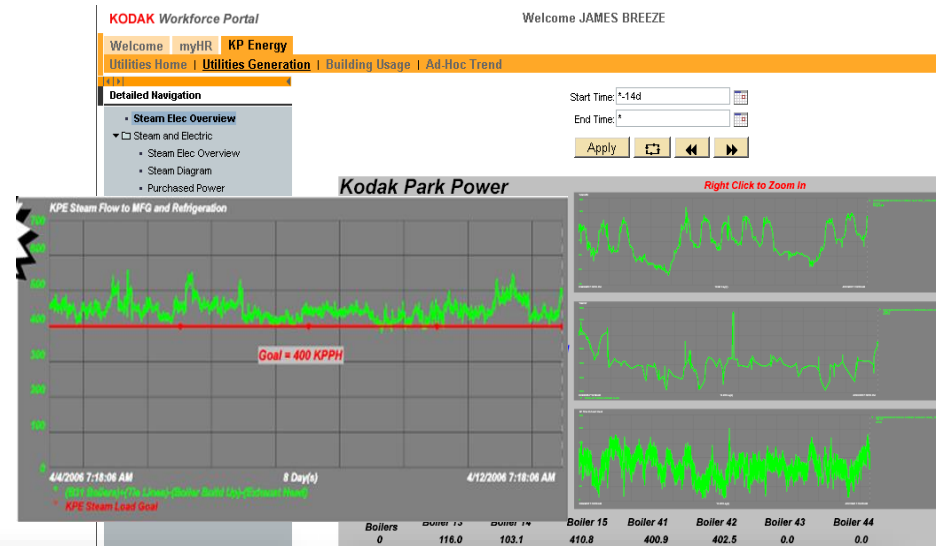 KODAK Workforce Portal
Welcome JAMES BREEZE
Welcome myHR KP Energy
Utilities Home | Utilities Generation | Building Usage | Ad-Hoc Trend
Detailed Navigation
Start Time: *-14d
Steam Elec Overview
End Time: *
Steam and Electric
Apply
Steam Elec Overview
Steam Diagram
Purchased Power
Kodak Park Power
Right Click to Zoom In
KPE Steam Flow to MFG and Refrigeration
700
600
500
400
300
Goal = 400 KPPH
200
100
0
4/4/2006 7:18:06 AM 8 Day(s) 4/12/2006 7:18:06 AM
KPE Steam Load Goal
Boilers Boiler 13 Boiler 14 Boiler 15 Boiler 41 Boiler 42 Boiler 43 Boiler 44
0 116.0 103.1 410.8 400.9 402.5 0.0 0.0